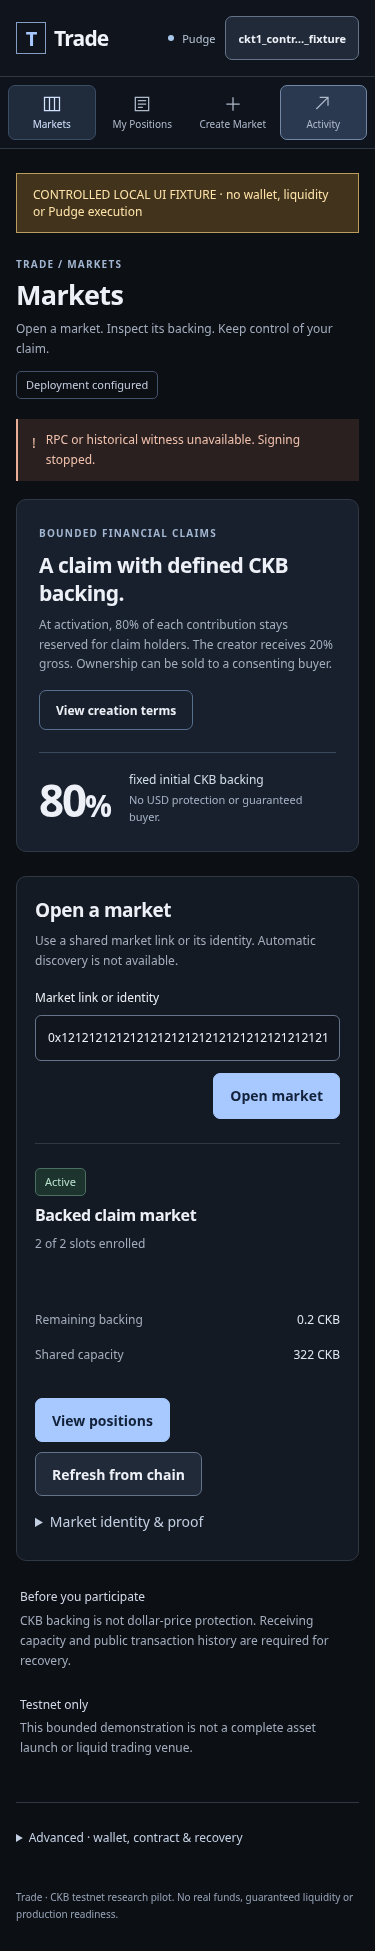 T Trade
Pudge
ckt1_contr…_fixture
Markets
My Positions
Create Market
Activity
CONTROLLED LOCAL UI FIXTURE · no wallet, liquidity
or Pudge execution
TRADE / MARKETS
Markets
Open a market. Inspect its backing. Keep control of your
claim.
Deployment configured
! RPC or historical witness unavailable. Signing
stopped.
BOUNDED FINANCIAL CLAIMS
A claim with defined CKB
backing.
At activation, 80% of each contribution stays
reserved for claim holders. The creator receives 20%
gross. Ownership can be sold to a consenting buyer.
View creation terms
80%
fixed initial CKB backing
No USD protection or guaranteed
buyer.
Open a market
Use a shared market link or its identity. Automatic
discovery is not available.
Market link or identity
0x12121212121212121212121212121212121212121
Open market
Active
Backed claim market
2 of 2 slots enrolled
Remaining backing 0.2 CKB
Shared capacity 322 CKB
View positions
Refresh from chain
Market identity & proof
Before you participate
CKB backing is not dollar-price protection. Receiving
capacity and public transaction history are required for
recovery.
Testnet only
This bounded demonstration is not a complete asset
launch or liquid trading venue.
Advanced · wallet, contract & recovery
Trade · CKB testnet research pilot. No real funds, guaranteed liquidity or
production readiness.